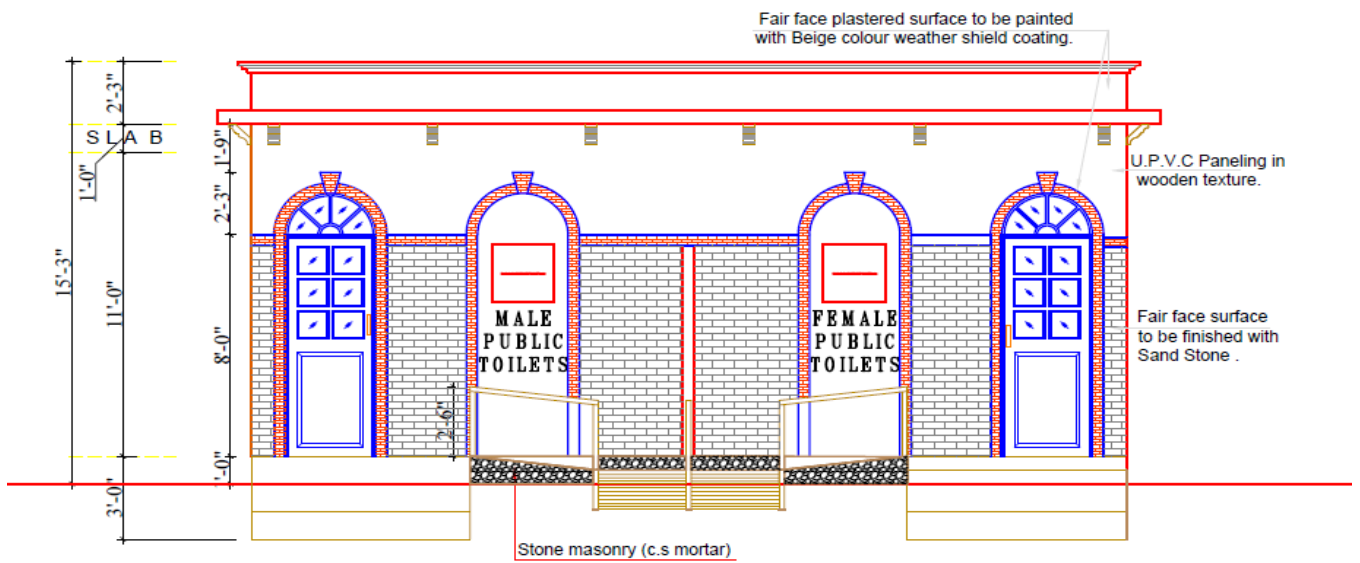 Fair face plastered surface to be painted
with Beige colour weather shield coating.
2'-3"
S L A B
1'-9"
1'-0"
U.P.V.C Paneling in
wooden texture.
2'-3"
15'-3"
11'-0"
8'-0"
MALE
PUBLIC
TOILETS
FEMALE
PUBLIC
TOILETS
Fair face surface
to be finished with
Sand Stone .
2'-6"
1'-0"
3'-0"
Stone masonry (c.s mortar)